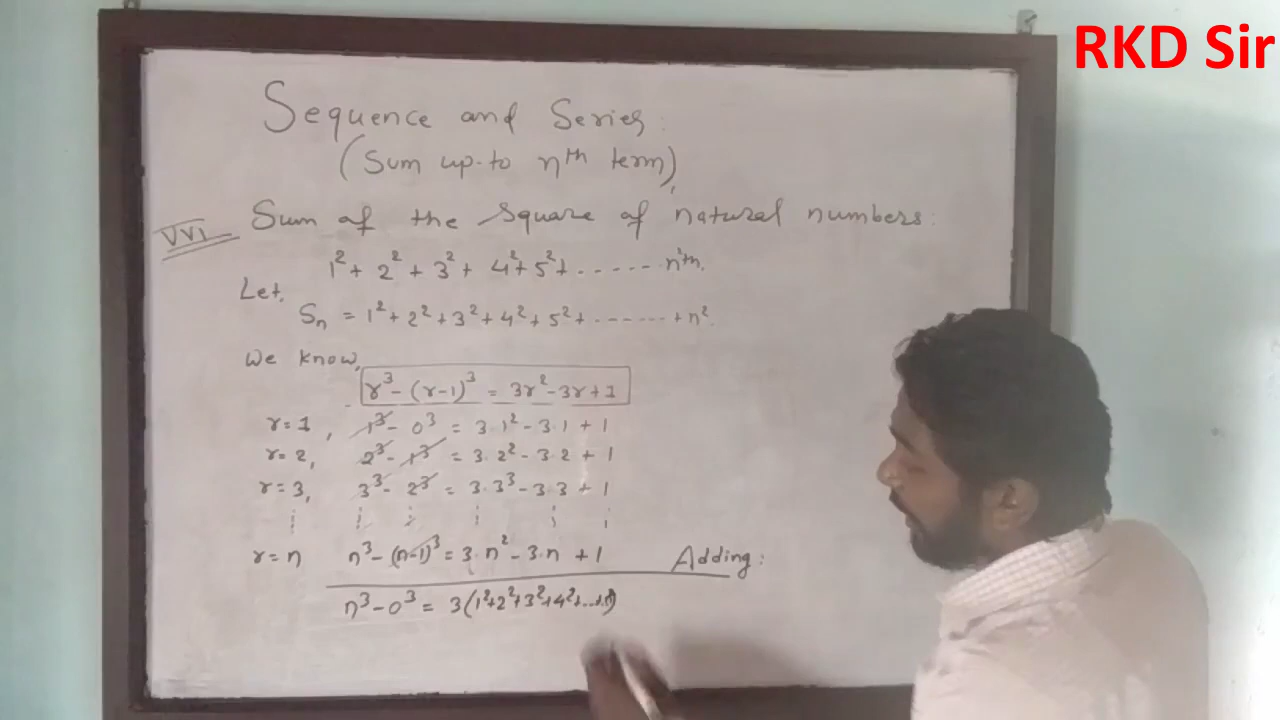 RKD Sir
Sequence and Series:
(Sum up-to nᵗʰ term)
VVI Sum of the square of natural numbers:
1² + 2² + 3² + 4² + 5² + ...... n²th.
Let,
Sₙ = 1² + 2² + 3² + 4² + 5² + ....... + n².
We know,
r³ - (r-1)³ = 3r² - 3r + 1
r = 1, 1³ - 0³ = 3·1² - 3·1 + 1
r = 2, 2³ - 1³ = 3·2² - 3·2 + 1
r = 3, 3³ - 2³ = 3·3³ - 3·3 + 1
r = n n³ - (n-1)³ = 3·n² - 3·n + 1 Adding:
n³ - 0³ = 3(1² + 2² + 3² + 4² + ... + n²)